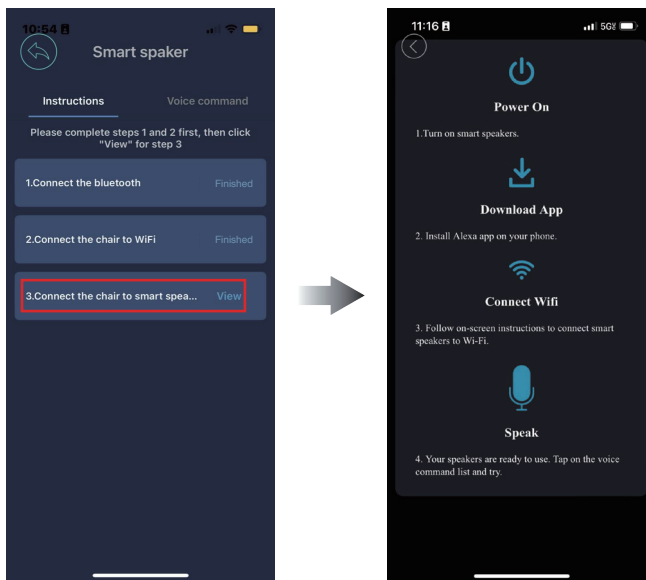 10:54
Smart spaker
Instructions
Voice command
Please complete steps 1 and 2 first, then click
"View" for step 3
1.Connect the bluetooth
Finished
2.Connect the chair to WiFi
Finished
3.Connect the chair to smart spea...
View
11:16
5G
Power On
1.Turn on smart speakers.
Download App
2. Install Alexa app on your phone.
Connect Wifi
3. Follow on-screen instructions to connect smart
speakers to Wi-Fi.
Speak
4. Your speakers are ready to use. Tap on the voice
command list and try.